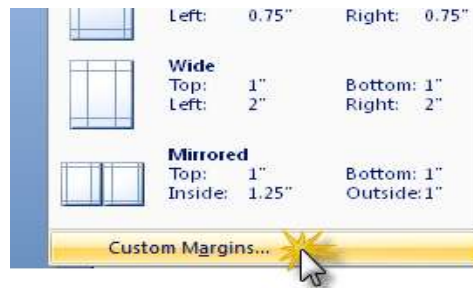 Left: 0.75" Right: 0.75"
Wide
Top: 1" Bottom: 1"
Left: 2" Right: 2"
Mirrored
Top: 1" Bottom: 1"
Inside: 1.25" Outside: 1"
Custom Margins...